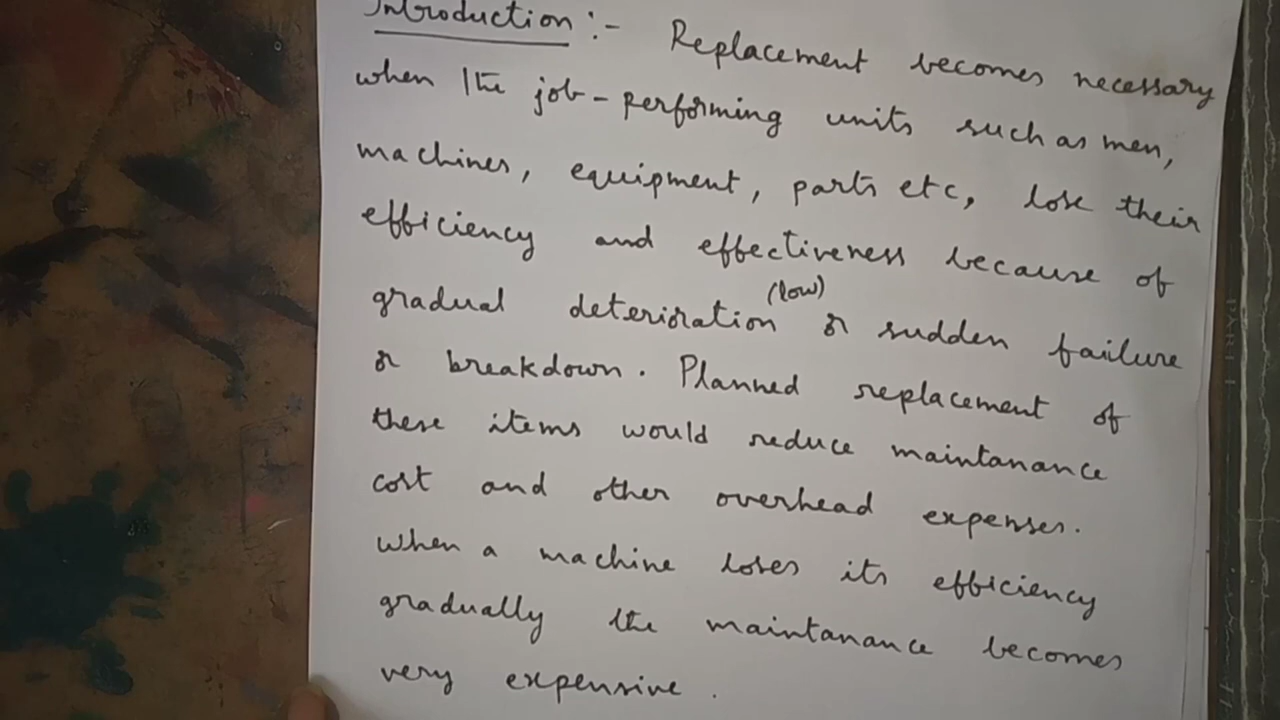 Introduction :- Replacement becomes necessary
when the job-performing units such as men,
machines, equipment, parts etc, lose their
efficiency and effectiveness because of
gradual deterioration (low) or sudden failure
or breakdown. Planned replacement of
these items would reduce maintanance
cost and other overhead expenses.
When a machine loses its efficiency
gradually the maintanance becomes
very expensive.